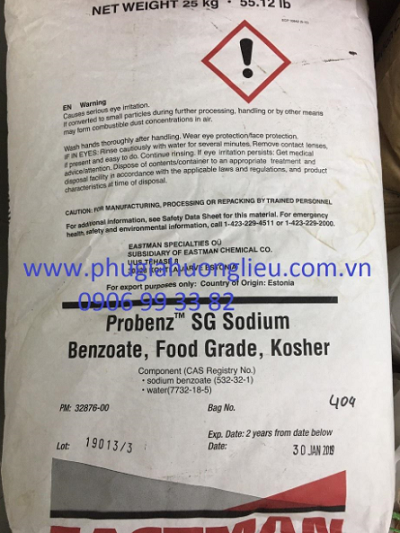 NET WEIGHT 25 kg • 55.12 lb
EN Warning
Causes serious eye irritation.
If converted to small particles during further processing, handling or by other means
may form combustible dust concentrations in air.
Wash hands thoroughly after handling. Wear eye protection/face protection.
IF IN EYES: Rinse cautiously with water for several minutes. Remove contact lenses,
if present and easy to do. Continue rinsing. If eye irritation persists: Get medical
advice/attention. Dispose of contents/container to an appropriate treatment and
disposal facility in accordance with the applicable laws and regulations, and product
characteristics at time of disposal.
CAUTION: FOR MANUFACTURING, PROCESSING OR REPACKING BY TRAINED PERSONNEL
For additional information, see Safety Data Sheet for this material. For emergency
health, safety and environmental information, call 1-423-229-4511 or 1-423-229-2000.
EASTMAN SPECIALTIES OÜ
SUBSIDIARY OF EASTMAN CHEMICAL CO.
www.phugiahuonglieu.com.vn
For export purposes only: Country of Origin: Estonia
0906 99 33 82
Probenz™ SG Sodium
Benzoate, Food Grade, Kosher
Component (CAS Registry No.)
• sodium benzoate (532-32-1)
• water(7732-18-5)
PM: 32876-00 Bag No. 404
Exp. Date: 2 years from date below
Lot: 19013/3 Date: 30 JAN 2019
EASTMAN